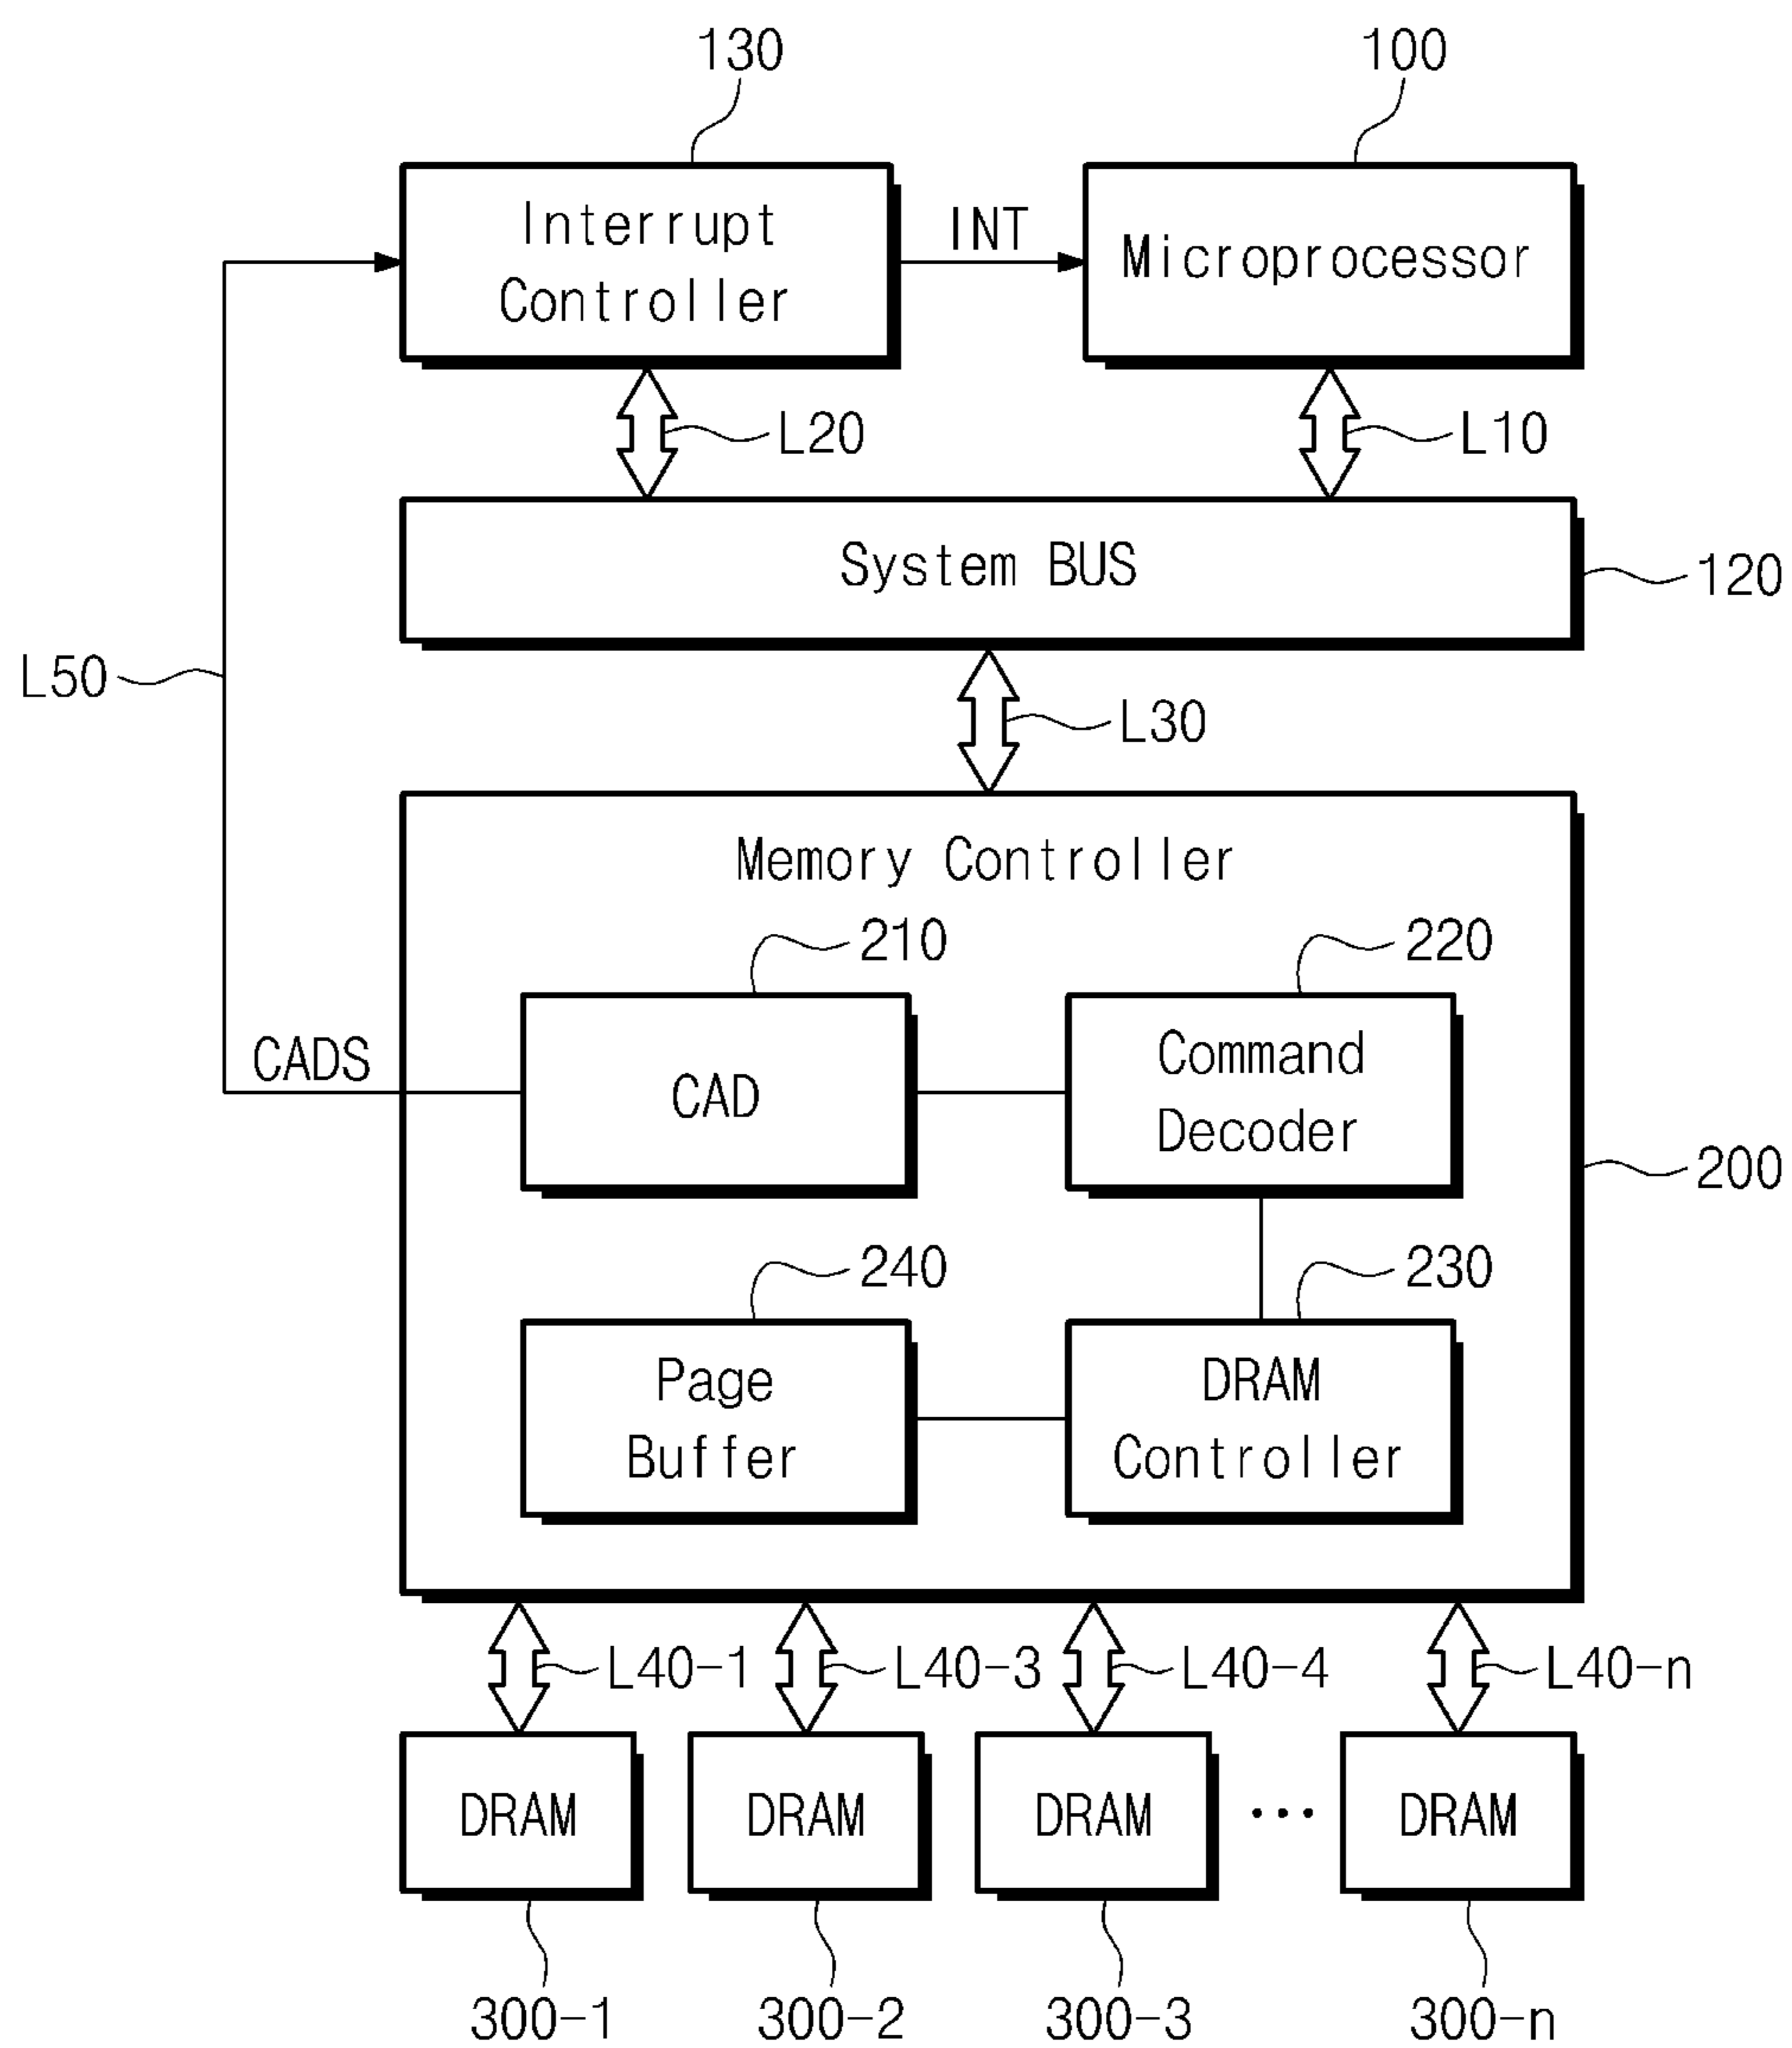 130
100
Interrupt
Controller
INT
Microprocessor
L20
L10
System BUS
120
L50
L30
Memory Controller
210
220
CADS
CAD
Command
Decoder
200
240
230
Page
Buffer
DRAM
Controller
L40-1
L40-3
L40-4
L40-n
DRAM
DRAM
DRAM
...
DRAM
300-1
300-2
300-3
300-n